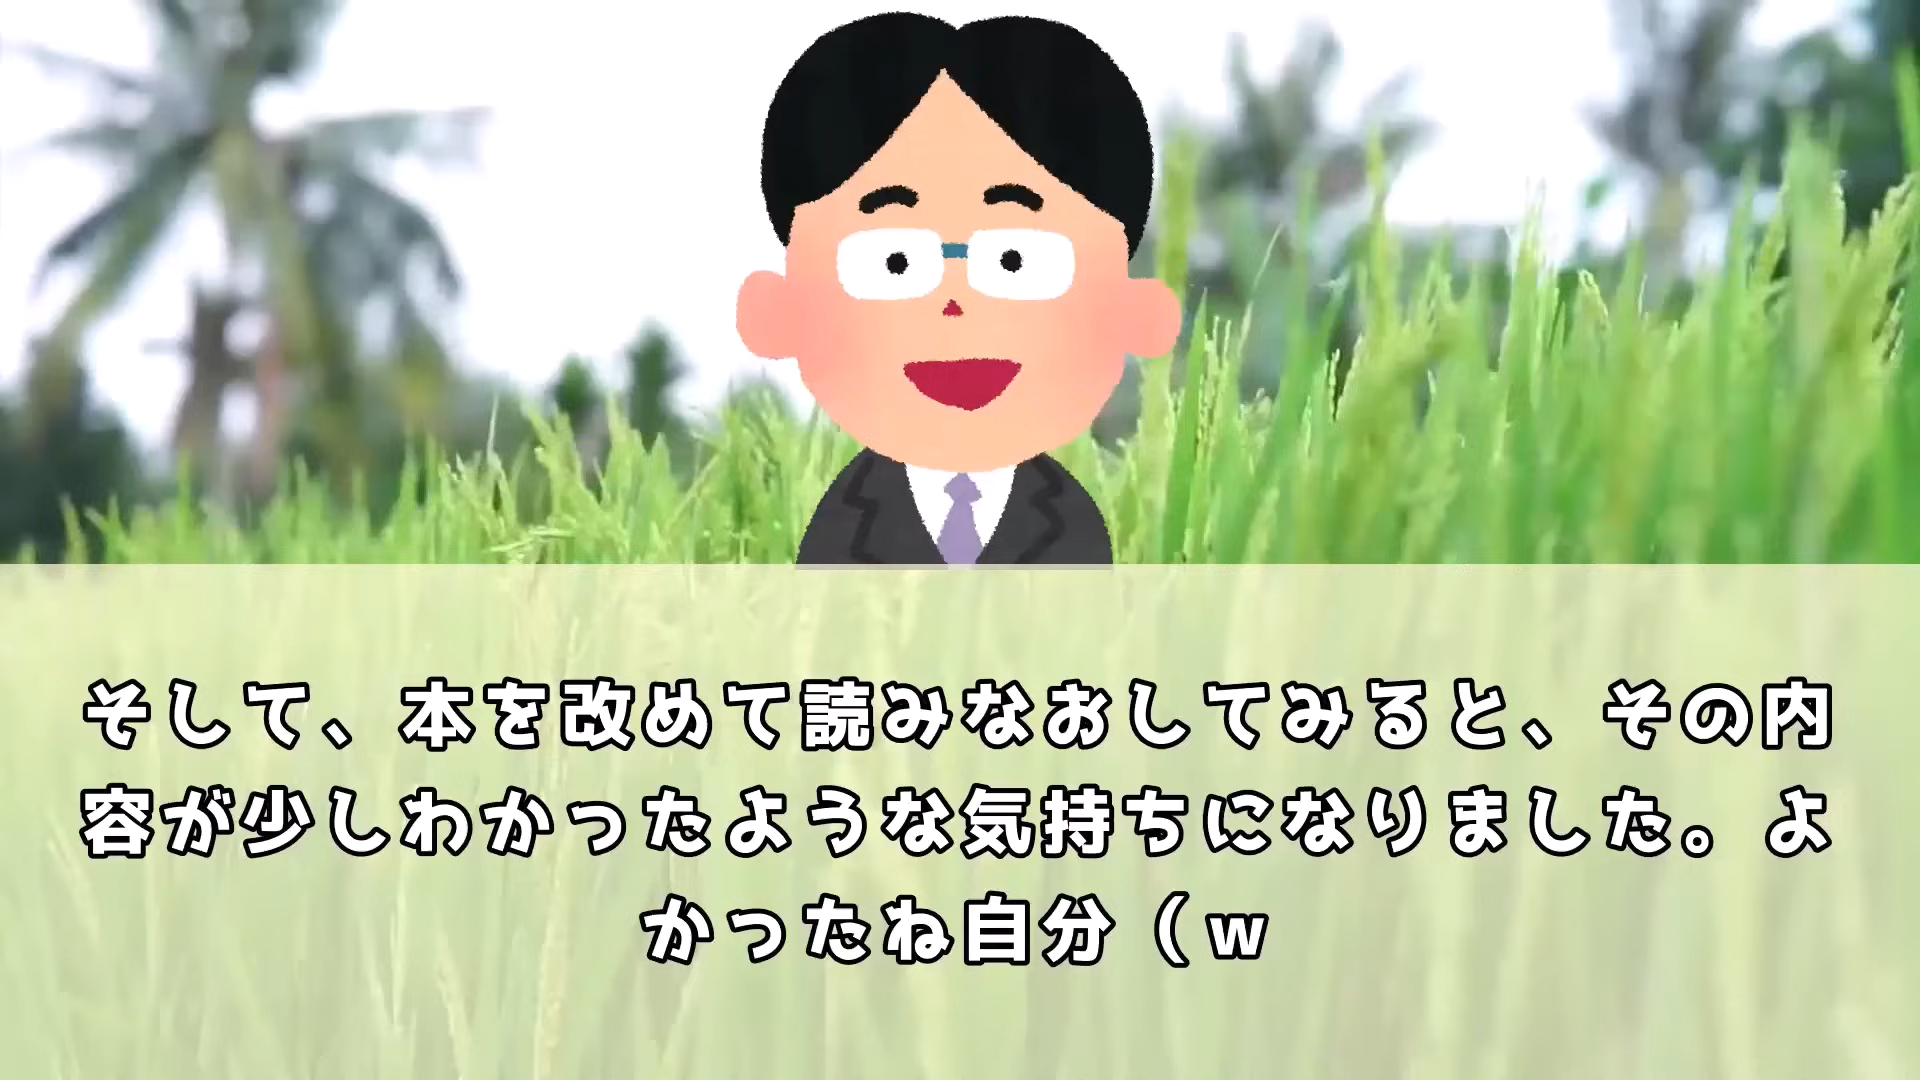 そして、本を改めて読みなおしてみると、その内
容が少しわかったような気持ちになりました。よ
かったね自分（ｗ